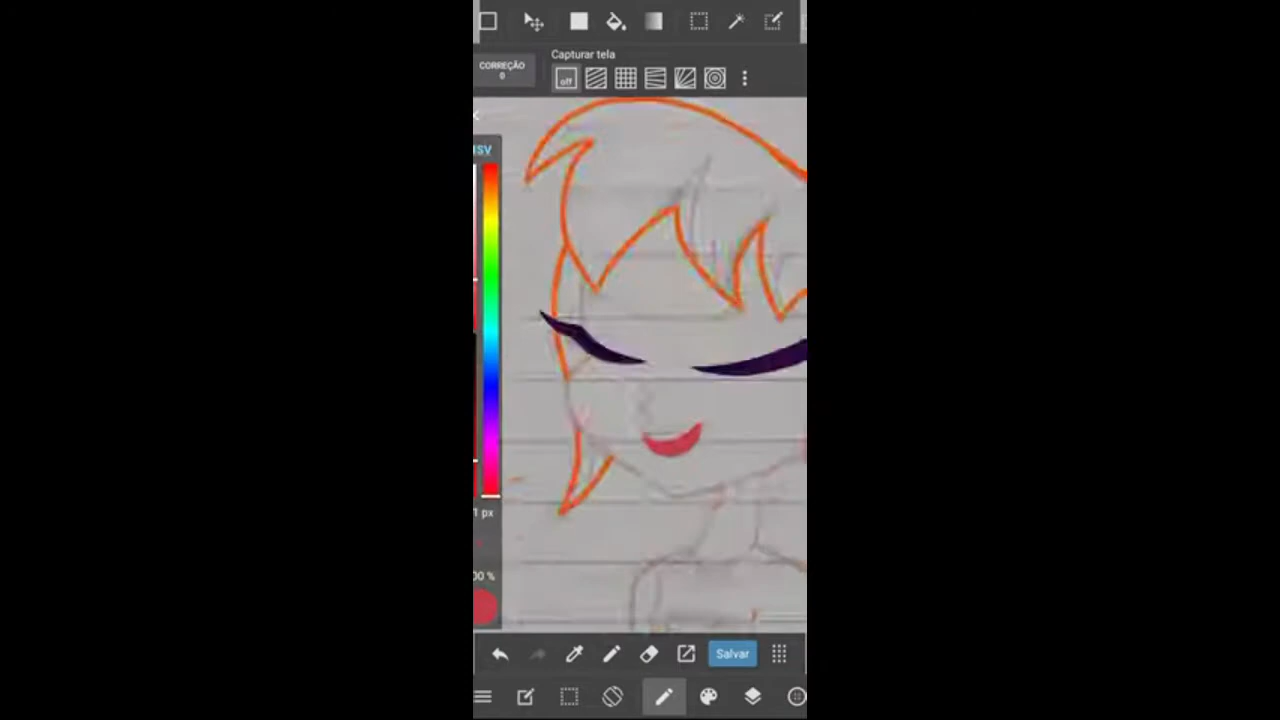 Capturar tela
CORREÇÃO
0
off
SV
1 px
00 %
Salvar